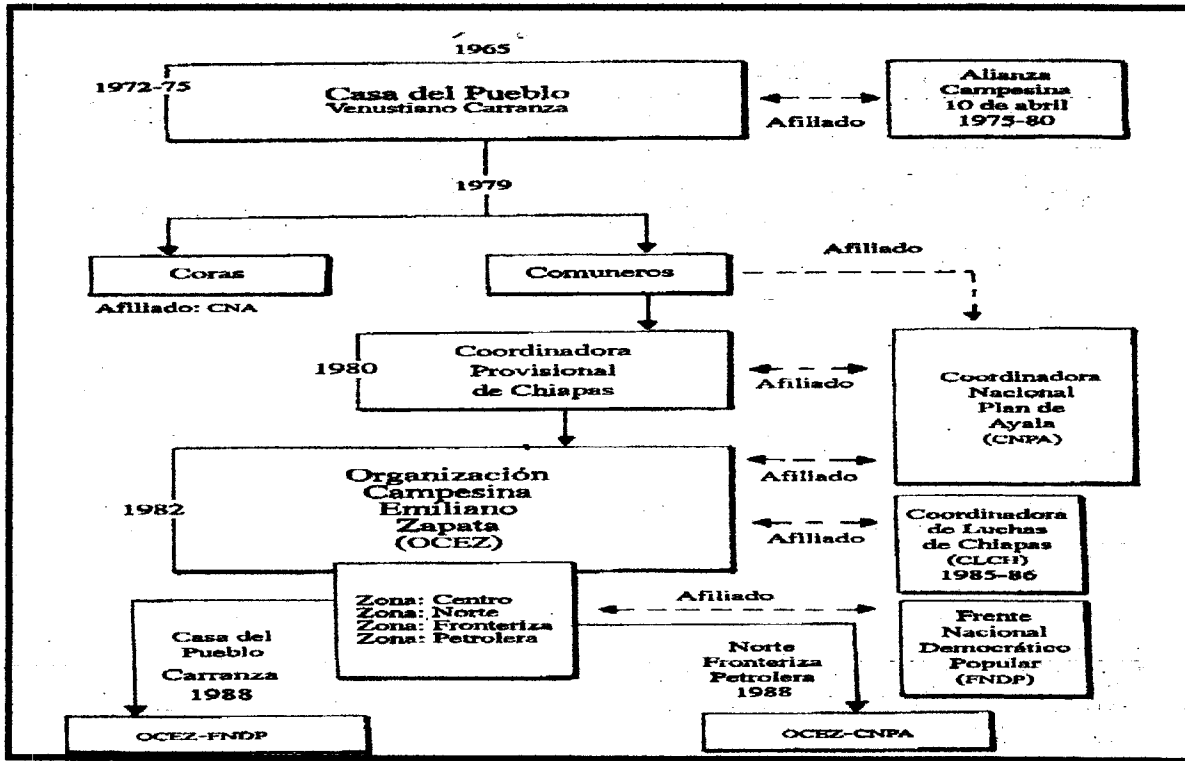 1965
1972-75
Casa del Pueblo
Venustiano Carranza
Afiliado
Alianza
Campesina
10 de abril
1975-80
1979
Coras
Afiliado: CNA
Comuneros
Afiliado
1980
Coordinadora
Provisional
de Chiapas
Afiliado
Coordinadora
Nacional
Plan de
Ayala
(CNPA)
1982
Organización
Campesina
Emiliano
Zapata
(OCEZ)
Afiliado
Afiliado
Coordinadora
de Luchas
de Chiapas
(CLCH)
1985-86
Zona: Centro
Zona: Norte
Zona: Fronteriza
Zona: Petrolera
Afiliado
Frente
Nacional
Democrático
Popular
(FNDP)
Casa del
Pueblo
Carranza
1988
Norte
Fronteriza
Petrolera
1988
OCEZ-FNDP
OCEZ-CNPA